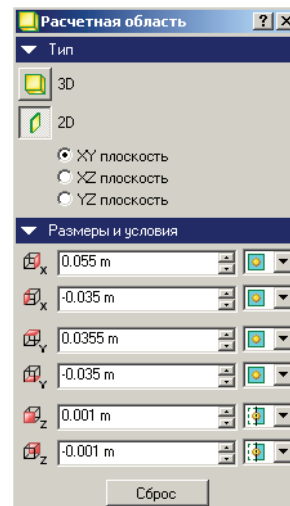 Расчетная область
Тип
3D
2D
XY плоскость
XZ плоскость
YZ плоскость
Размеры и условия
X 0.055 m
X -0.035 m
Y 0.0355 m
Y -0.035 m
Z 0.001 m
Z -0.001 m
Сброс